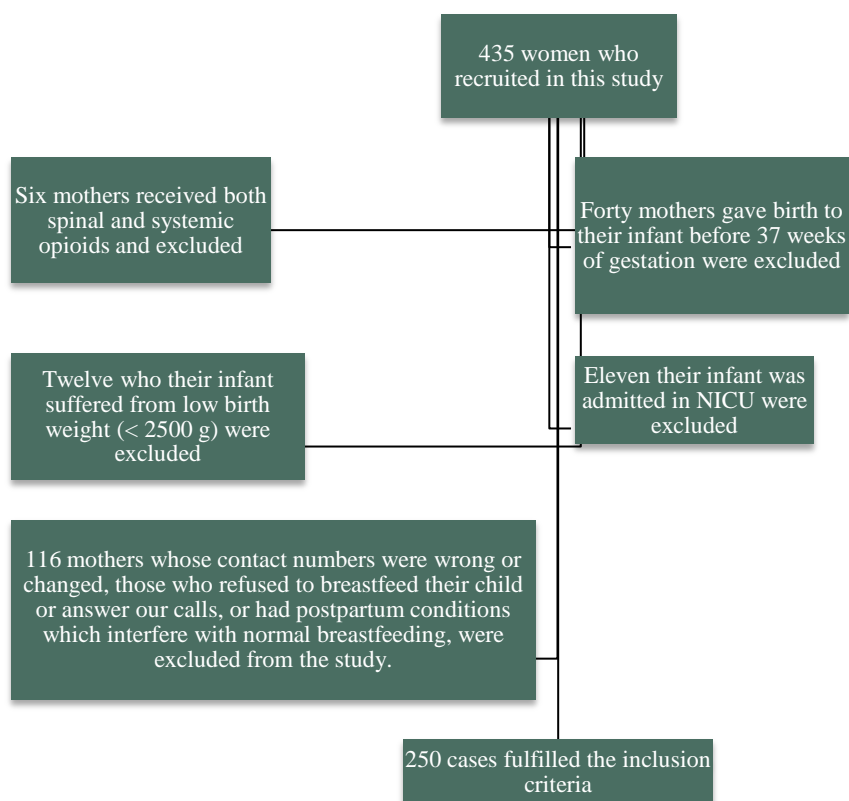 435 women who
recruited in this study
Six mothers received both
spinal and systemic
opioids and excluded
Forty mothers gave birth to
their infant before 37 weeks
of gestation were excluded
Twelve who their infant
suffered from low birth
weight (< 2500 g) were
excluded
Eleven their infant was
admitted in NICU were
excluded
116 mothers whose contact numbers were wrong or
changed, those who refused to breastfeed their child
or answer our calls, or had postpartum conditions
which interfere with normal breastfeeding, were
excluded from the study.
250 cases fulfilled the inclusion
criteria